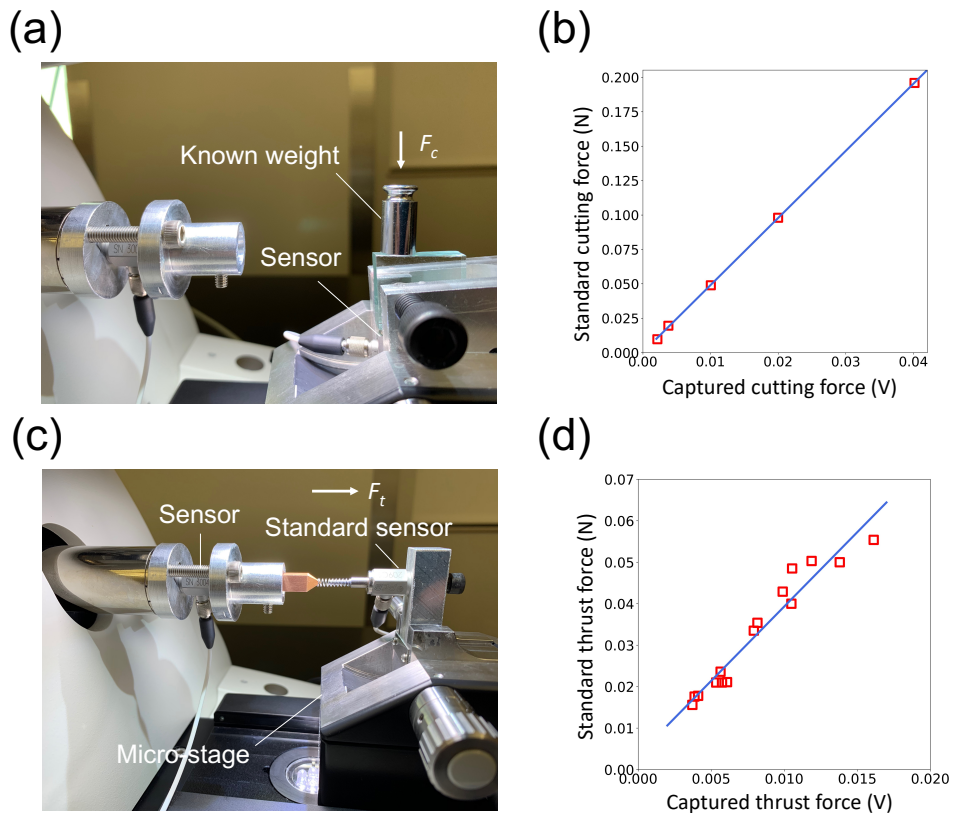 (a)
Known weight
F_c
Sensor
(b)
Standard cutting force (N)
0.200
0.175
0.150
0.125
0.100
0.075
0.050
0.025
0.000
0.00
0.01
0.02
0.03
0.04
Captured cutting force (V)
(c)
Sensor
F_t
Standard sensor
Micro-stage
(d)
Standard thrust force (N)
0.07
0.06
0.05
0.04
0.03
0.02
0.01
0.00
0.000
0.005
0.010
0.015
0.020
Captured thrust force (V)